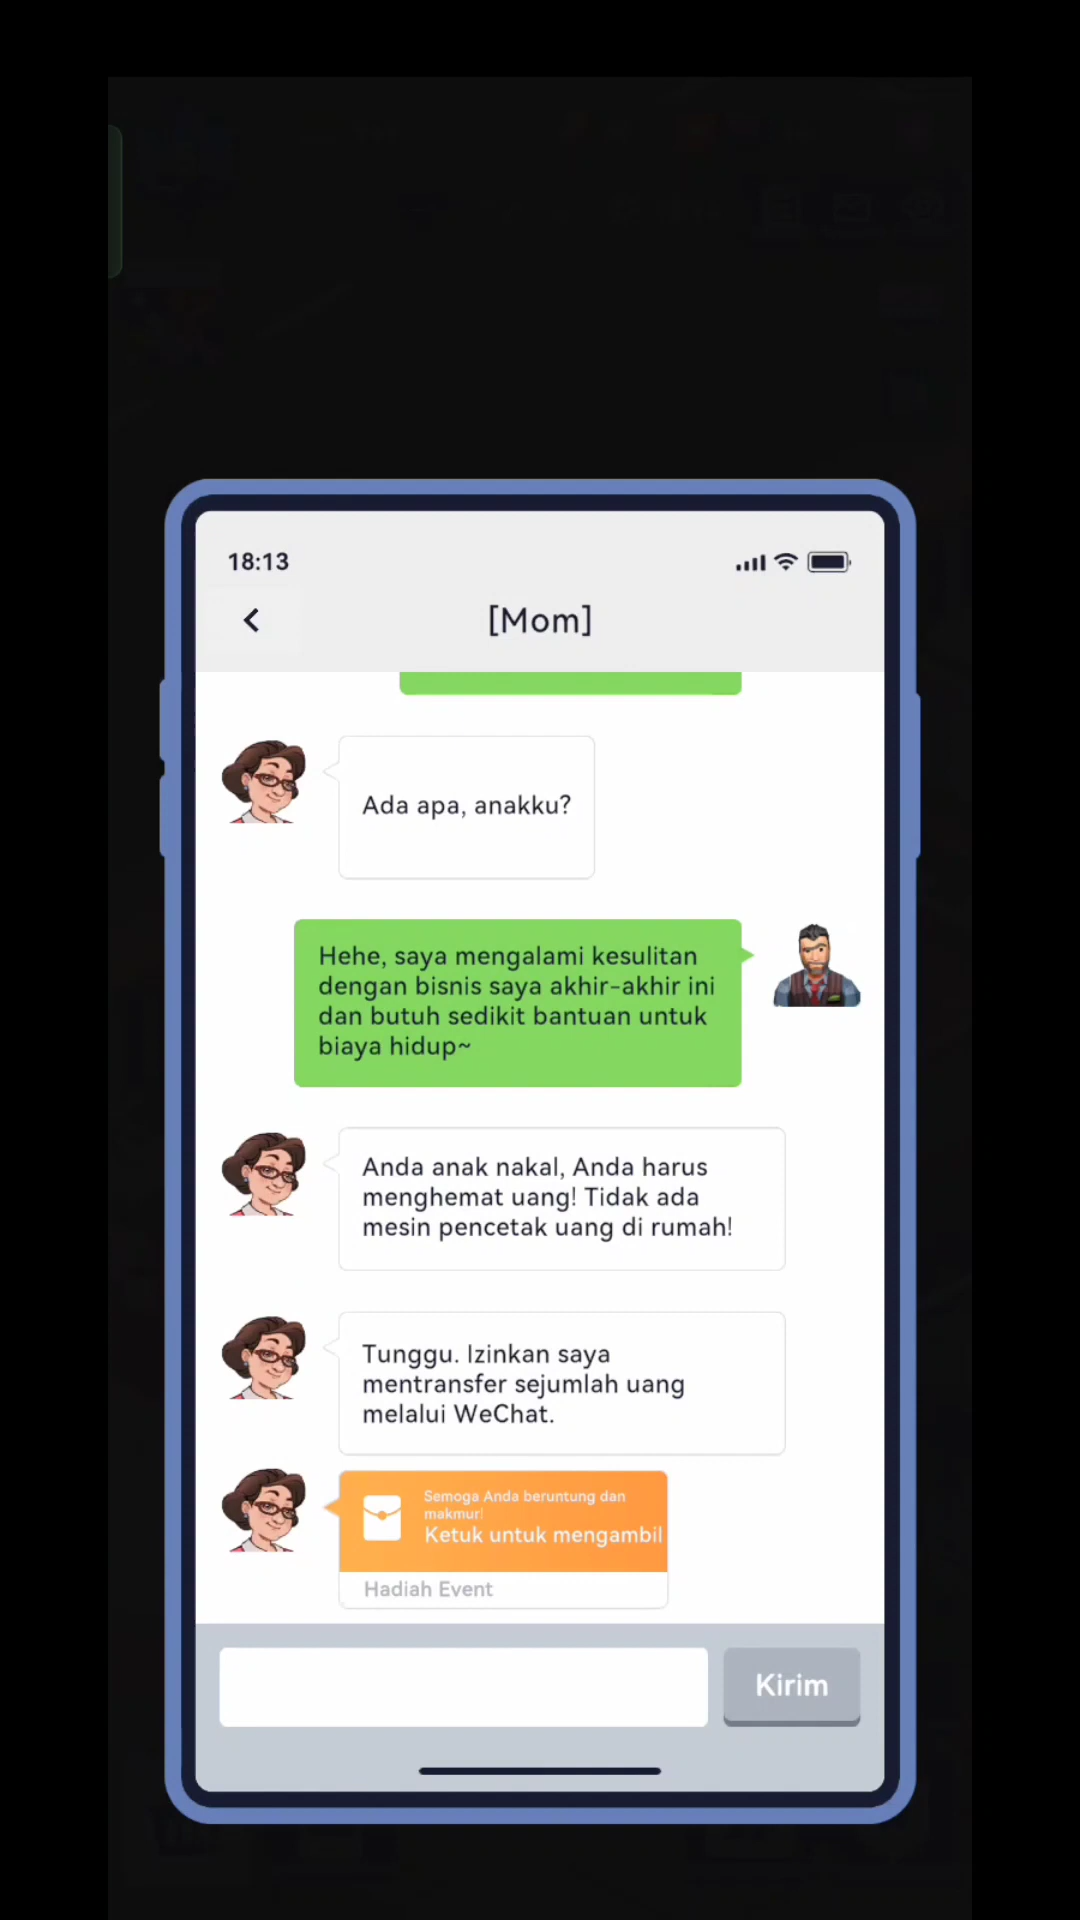 18:13
[Mom]
Ada apa, anakku?
Hehe, saya mengalami kesulitan
dengan bisnis saya akhir-akhir ini
dan butuh sedikit bantuan untuk
biaya hidup~
Anda anak nakal, Anda harus
menghemat uang! Tidak ada
mesin pencetak uang di rumah!
Tunggu. Izinkan saya
mentransfer sejumlah uang
melalui WeChat.
Semoga Anda beruntung dan
makmur!
Ketuk untuk mengambil
Hadiah Event
Kirim